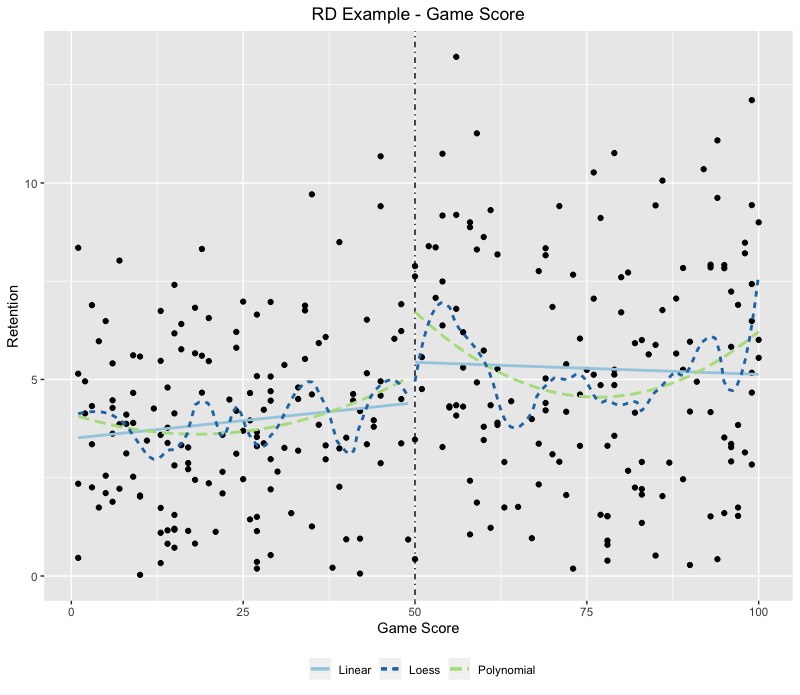 RD Example - Game Score
Retention
10
5
0
0 25 50 75 100
Game Score
Linear Loess Polynomial